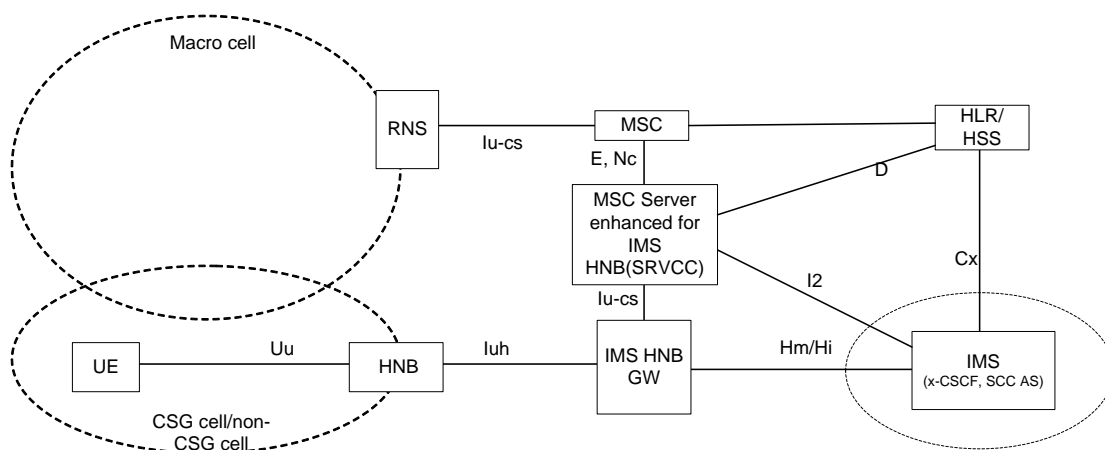 Macro cell
RNS
Iu-cs
MSC
HLR/
HSS
E, Nc
D
MSC Server
enhanced for
IMS
HNB(SRVCC)
Cx
I2
Iu-cs
UE
Uu
HNB
Iuh
IMS HNB
GW
Hm/Hi
IMS
(x-CSCF, SCC AS)
CSG cell/non-
CSG cell